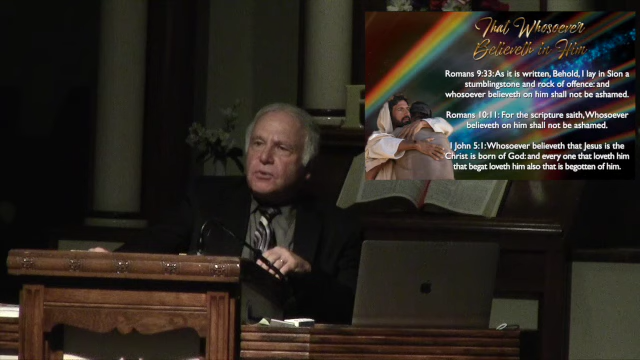 That Whosoever
Believeth in Him
Romans 9:33: As it is written, Behold, I lay in Sion a
stumblingstone and rock of offence: and
whosoever believeth on him shall not be ashamed.
Romans 10:11: For the scripture saith, Whosoever
believeth on him shall not be ashamed.
I John 5:1: Whosoever believeth that Jesus is the
Christ is born of God: and every one that loveth him
that begat loveth him also that is begotten of him.